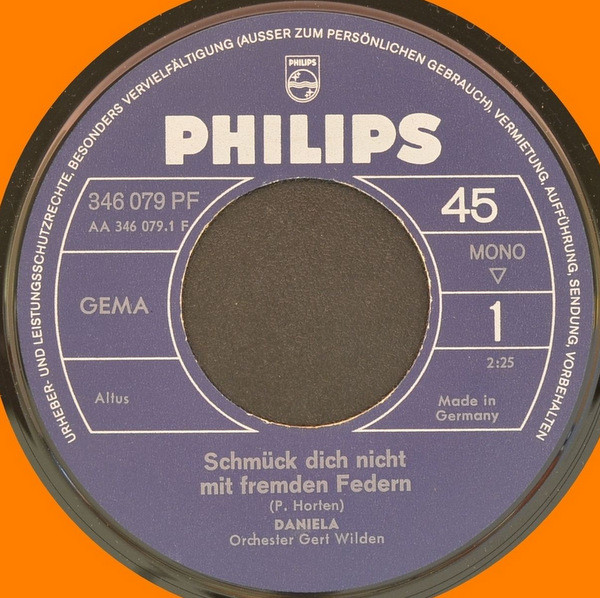 URHEBER- UND LEISTUNGSSCHUTZRECHTE, BESONDERS VERVIELFÄLTIGUNG (AUSSER ZUM PERSÖNLICHEN GEBRAUCH), VERMIETUNG, AUFFÜHRUNG, SENDUNG, VORBEHALTEN
PHILIPS
PHILIPS
346 079 PF
AA 346 079.1 F
45
MONO
GEMA
1
2:25
Altus
Made in
Germany
Schmück dich nicht
mit fremden Federn
(P. Horten)
DANIELA
Orchester Gert Wilden